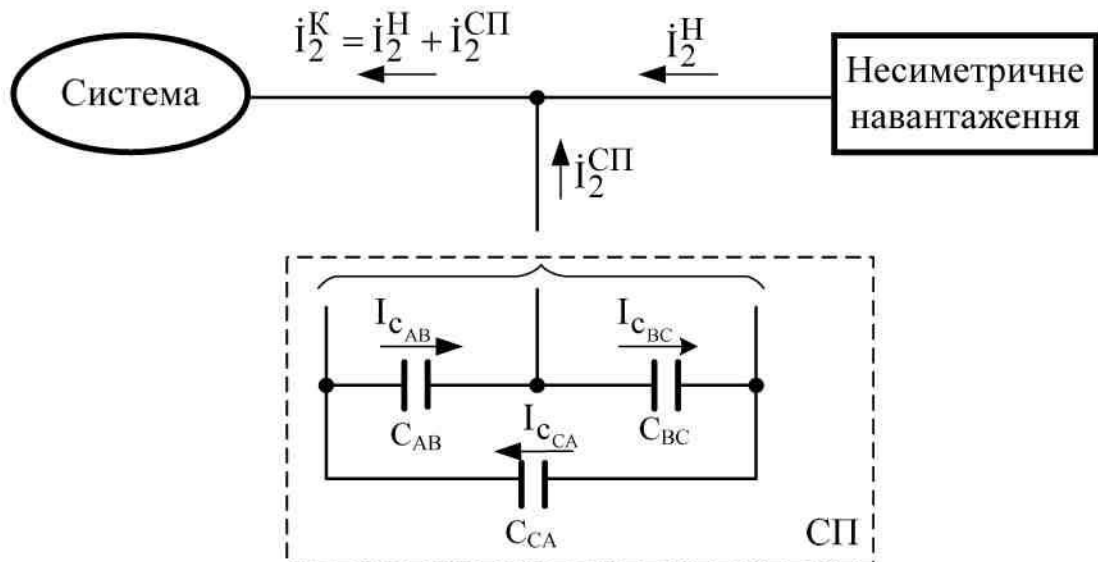 İ₂ᴷ = İ₂ᴴ + İ₂ᶜᴾ
İ₂ᴴ
Система
Несиметричне
навантаження
İ₂ᶜᴾ
I_C_AB
I_C_BC
C_AB
I_C_CA
C_BC
C_CA
СП